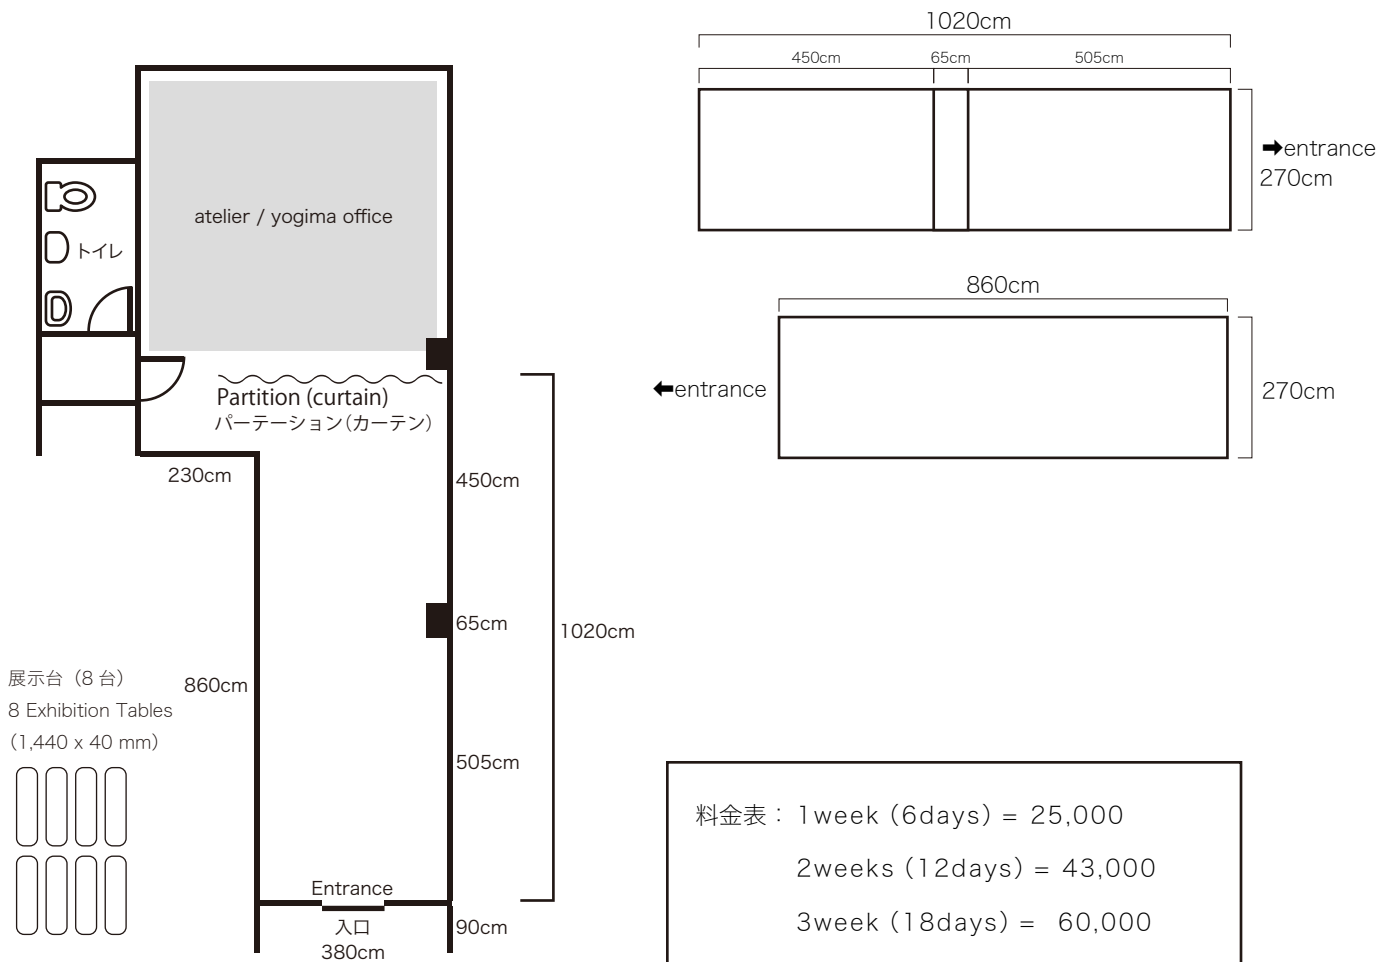 1020cm
450cm
65cm
505cm
➡entrance
270cm
atelier / yogima office
トイレ
860cm
⬅entrance
270cm
Partition (curtain)
パーテーション(カーテン)
230cm
450cm
65cm
1020cm
展示台（8 台）
860cm
8 Exhibition Tables
（1,440 x 40 mm）
505cm
料金表： 1week（6days）= 25,000
2weeks（12days）= 43,000
3week（18days）= 60,000
Entrance
入口
380cm
90cm